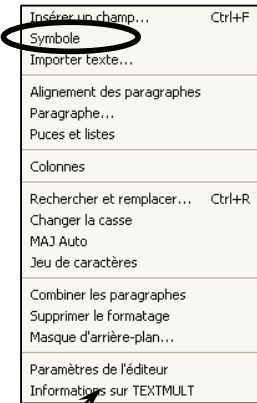 Insérer un champ... Ctrl+F
Symbole
Importer texte...
Alignement des paragraphes
Paragraphe...
Puces et listes
Colonnes
Rechercher et remplacer... Ctrl+R
Changer la casse
MAJ Auto
Jeu de caractères
Combiner les paragraphes
Supprimer le formatage
Masque d'arrière-plan...
Paramètres de l'éditeur
Informations sur TEXTMULT